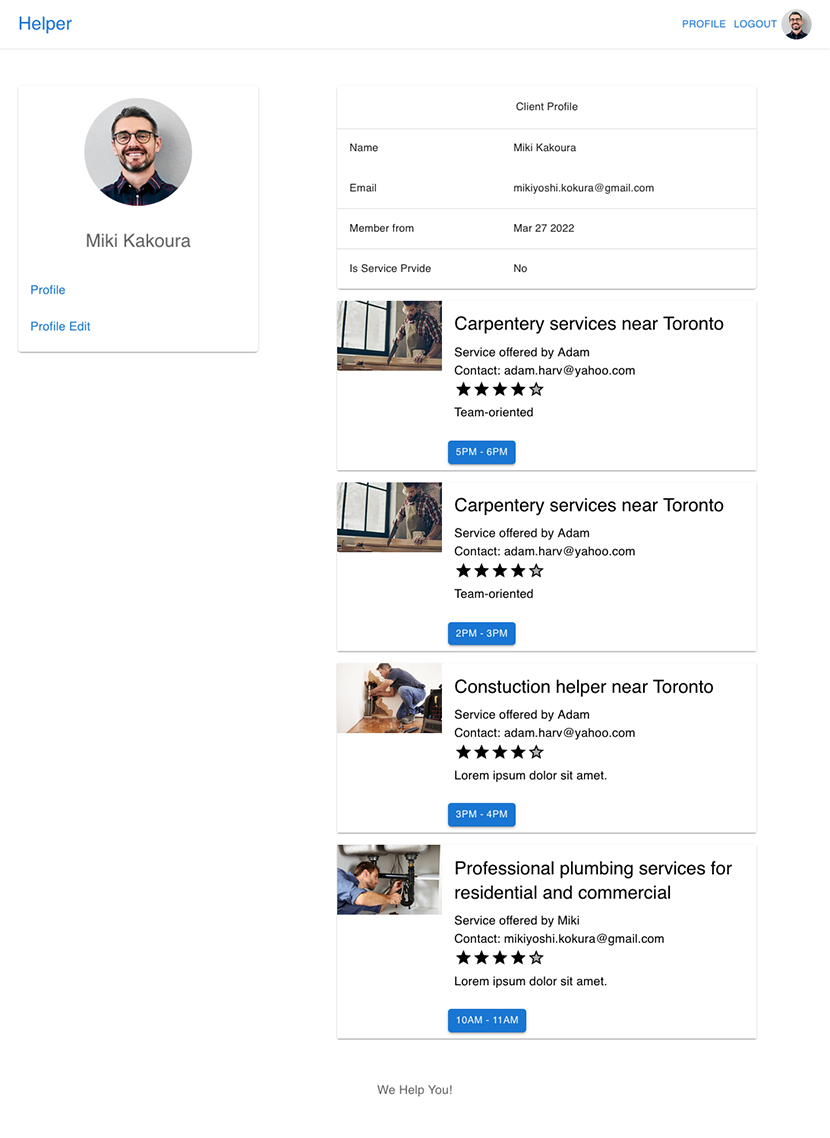 Helper
PROFILE LOGOUT
Miki Kakoura
Profile
Profile Edit
Client Profile
Name Miki Kakoura
Email mikiyoshi.kokura@gmail.com
Member from Mar 27 2022
Is Service Prvide No
Carpentery services near Toronto
Service offered by Adam
Contact: adam.harv@yahoo.com
Team-oriented
5PM - 6PM
Carpentery services near Toronto
Service offered by Adam
Contact: adam.harv@yahoo.com
Team-oriented
2PM - 3PM
Constuction helper near Toronto
Service offered by Adam
Contact: adam.harv@yahoo.com
Lorem ipsum dolor sit amet.
3PM - 4PM
Professional plumbing services for
residential and commercial
Service offered by Miki
Contact: mikiyoshi.kokura@gmail.com
Lorem ipsum dolor sit amet.
10AM - 11AM
We Help You!